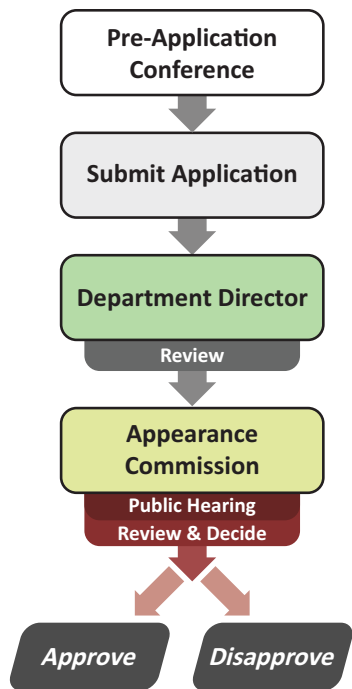 Pre-Application
Conference
Submit Application
Department Director
Review
Appearance
Commission
Public Hearing
Review & Decide
Approve
Disapprove